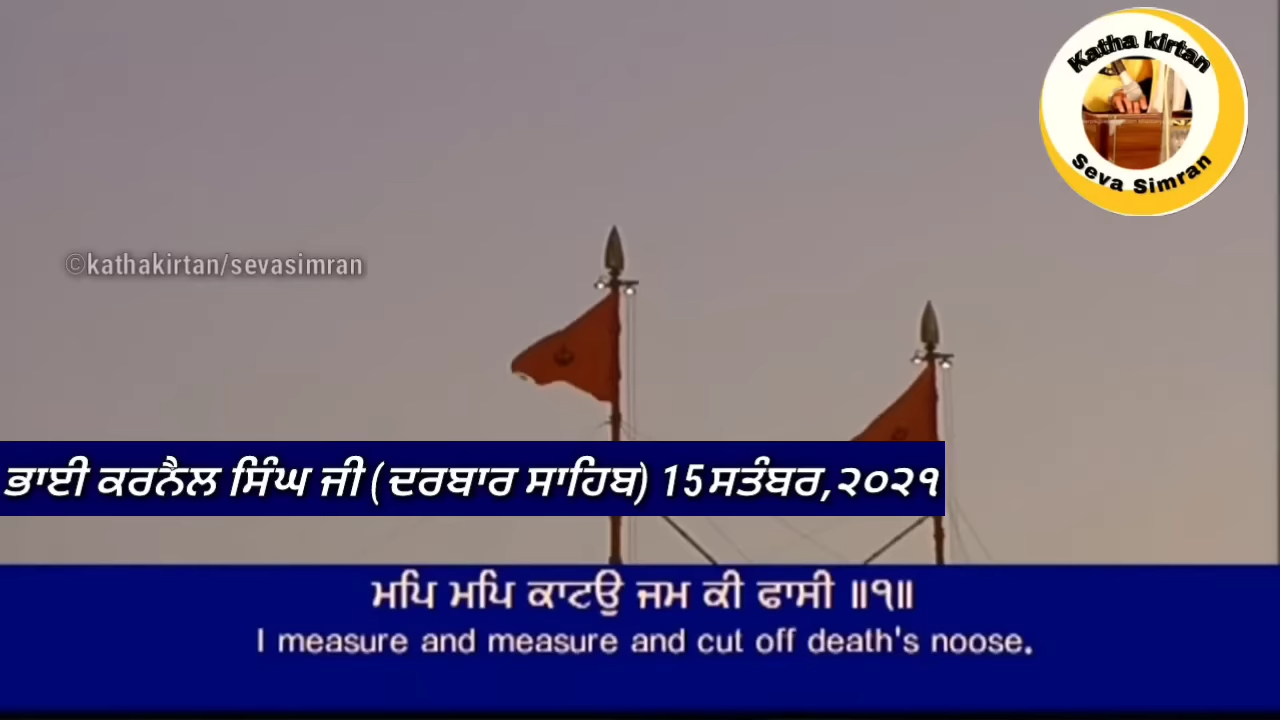 Katha kirtan
Seva Simran
©kathakirtan/sevasimran
ਭਾਈ ਕਰਨੈਲ ਸਿੰਘ ਜੀ (ਦਰਬਾਰ ਸਾਹਿਬ) 15 ਸਤੰਬਰ,੨੦੨੧
ਮਪਿ ਮਪਿ ਕਾਟਉ ਜਮ ਕੀ ਫਾਸੀ ॥੧॥
I measure and measure and cut off death's noose.